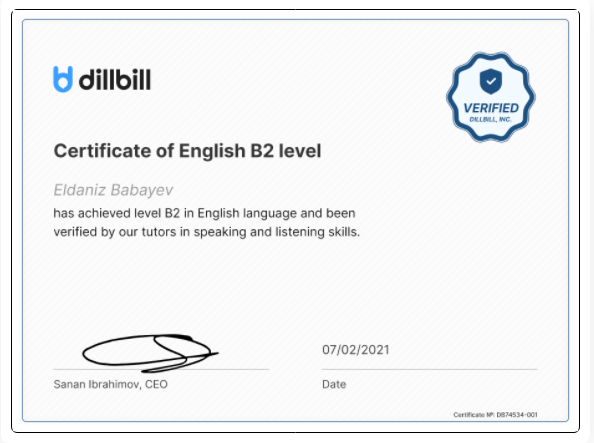 dillbill
VERIFIED
DILLBILL, INC.
Certificate of English B2 level
Eldaniz Babayev
has achieved level B2 in English language and been
verified by our tutors in speaking and listening skills.
07/02/2021
Sanan Ibrahimov, CEO
Date
Certificate №: DB74534-001